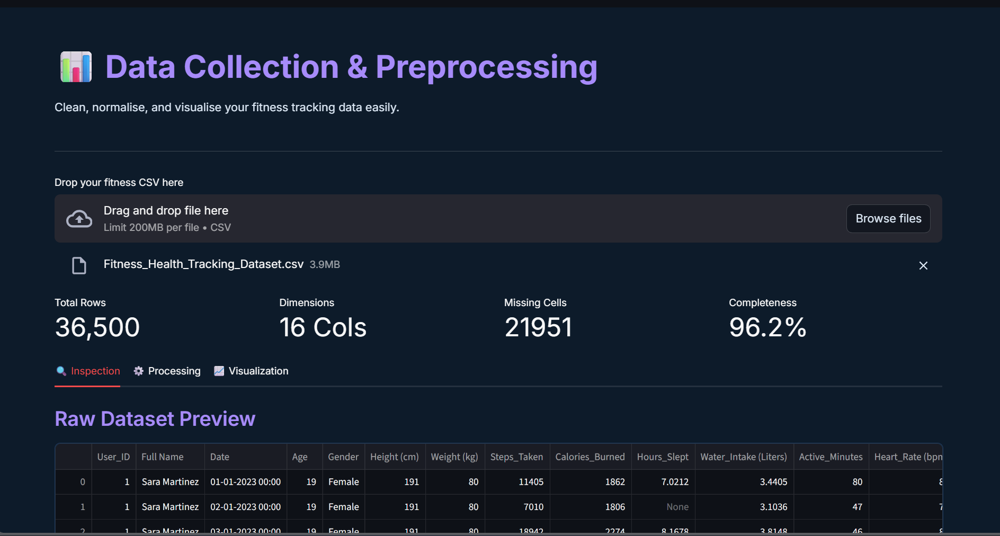 Data Collection & Preprocessing
Clean, normalise, and visualise your fitness tracking data easily.
Drop your fitness CSV here
Drag and drop file here
Limit 200MB per file • CSV
Browse files
Fitness_Health_Tracking_Dataset.csv 3.9MB
Total Rows Dimensions Missing Cells Completeness
36,500 16 Cols 21951 96.2%
Inspection Processing Visualization
Raw Dataset Preview
User_ID Full Name Date Age Gender Height (cm) Weight (kg) Steps_Taken Calories_Burned Hours_Slept Water_Intake (Liters) Active_Minutes Heart_Rate (bpm
0 1 Sara Martinez 01-01-2023 00:00 19 Female 191 80 11405 1862 7.0212 3.4405 80
1 1 Sara Martinez 02-01-2023 00:00 19 Female 191 80 7010 1806 None 3.1036 47
2 1 Sara Martinez 03-01-2023 00:00 19 Female 191 80 18942 2274 8.1678 3.8148 46